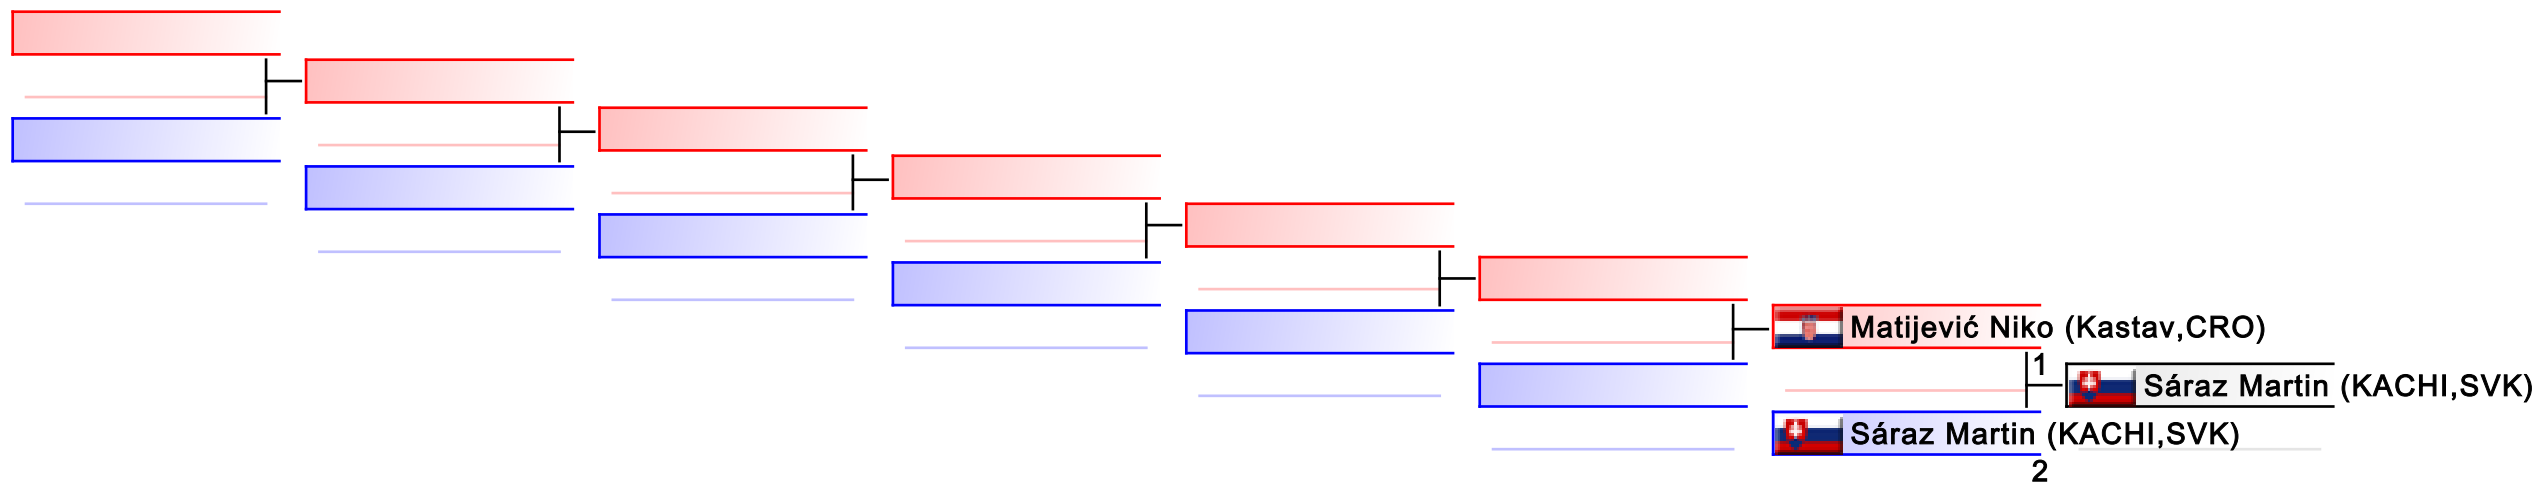 Matijević Niko (Kastav,CRO)
1
Sáraz Martin (KACHI,SVK)
Sáraz Martin (KACHI,SVK)
2